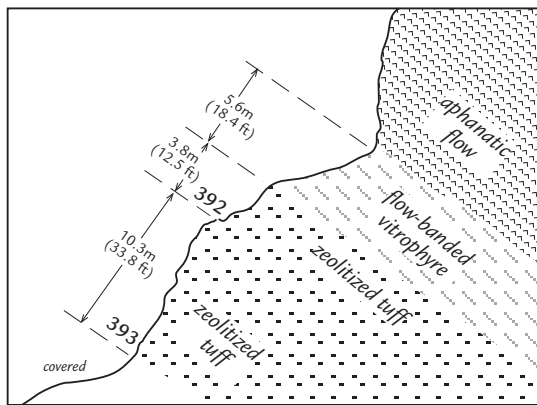 5.6m
(18.4 ft)
3.8m
(12.5 ft)
392
10.3m
(33.8 ft)
393
covered
aphanatic
flow
flow-banded
vitrophyre
zeolitized tuff
zeolitized
tuff